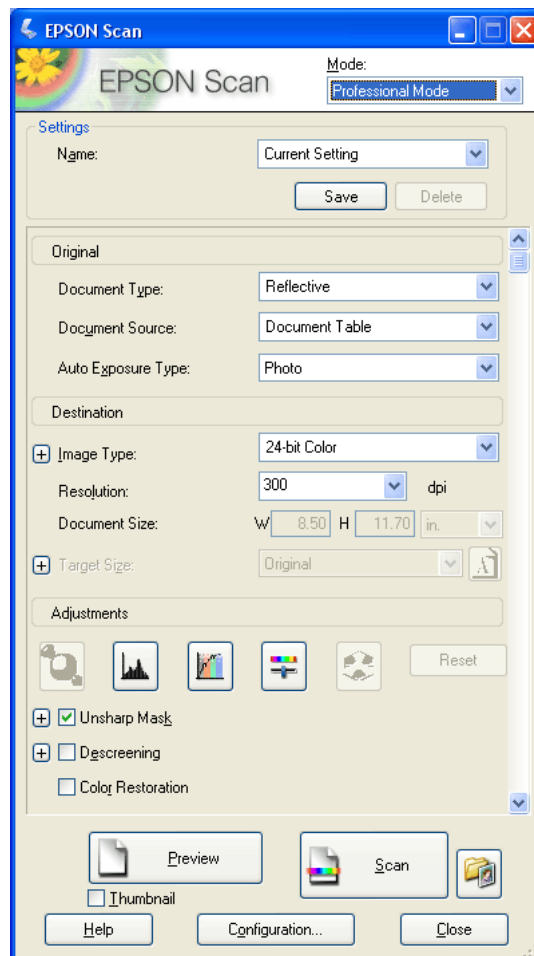 EPSON Scan
EPSON Scan
Mode:
Professional Mode
Settings
Name: Current Setting
Save Delete
Original
Document Type: Reflective
Document Source: Document Table
Auto Exposure Type: Photo
Destination
Image Type: 24-bit Color
Resolution: 300 dpi
Document Size: W 8.50 H 11.70 in.
Target Size: Original
Adjustments
Reset
Unsharp Mask
Descreening
Color Restoration
Preview Scan
Thumbnail
Help Configuration... Close